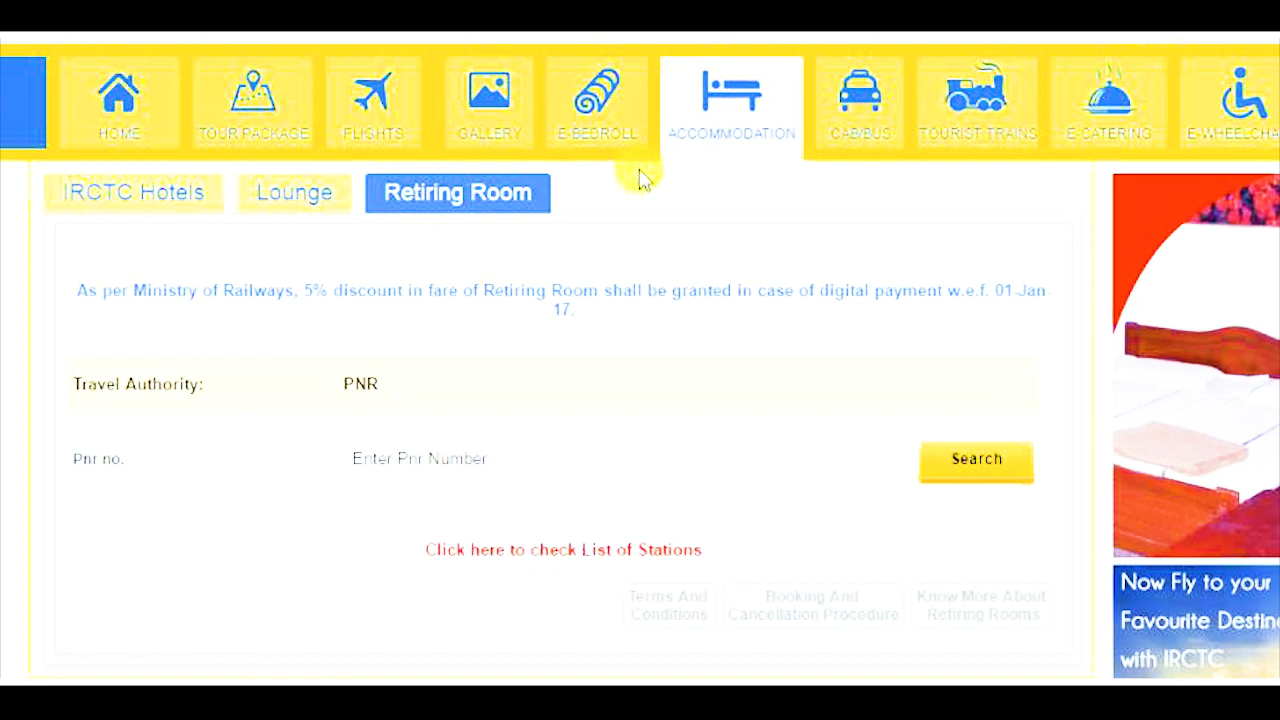 HOME
TOUR PACKAGE
FLIGHTS
GALLERY
E-BEDROLL
ACCOMMODATION
CAB/BUS
TOURIST TRAINS
E-CATERING
E-WHEELCHA
IRCTC Hotels
Lounge
Retiring Room
As per Ministry of Railways, 5% discount in fare of Retiring Room shall be granted in case of digital payment w.e.f. 01-Jan-
17.
Travel Authority:
PNR
Pnr no.
Enter Pnr Number
Search
Click here to check List of Stations
Terms And
Conditions
Booking And
Cancellation Procedure
Know More About
Retiring Rooms
Now Fly to your
Favourite Destin
with IRCTC